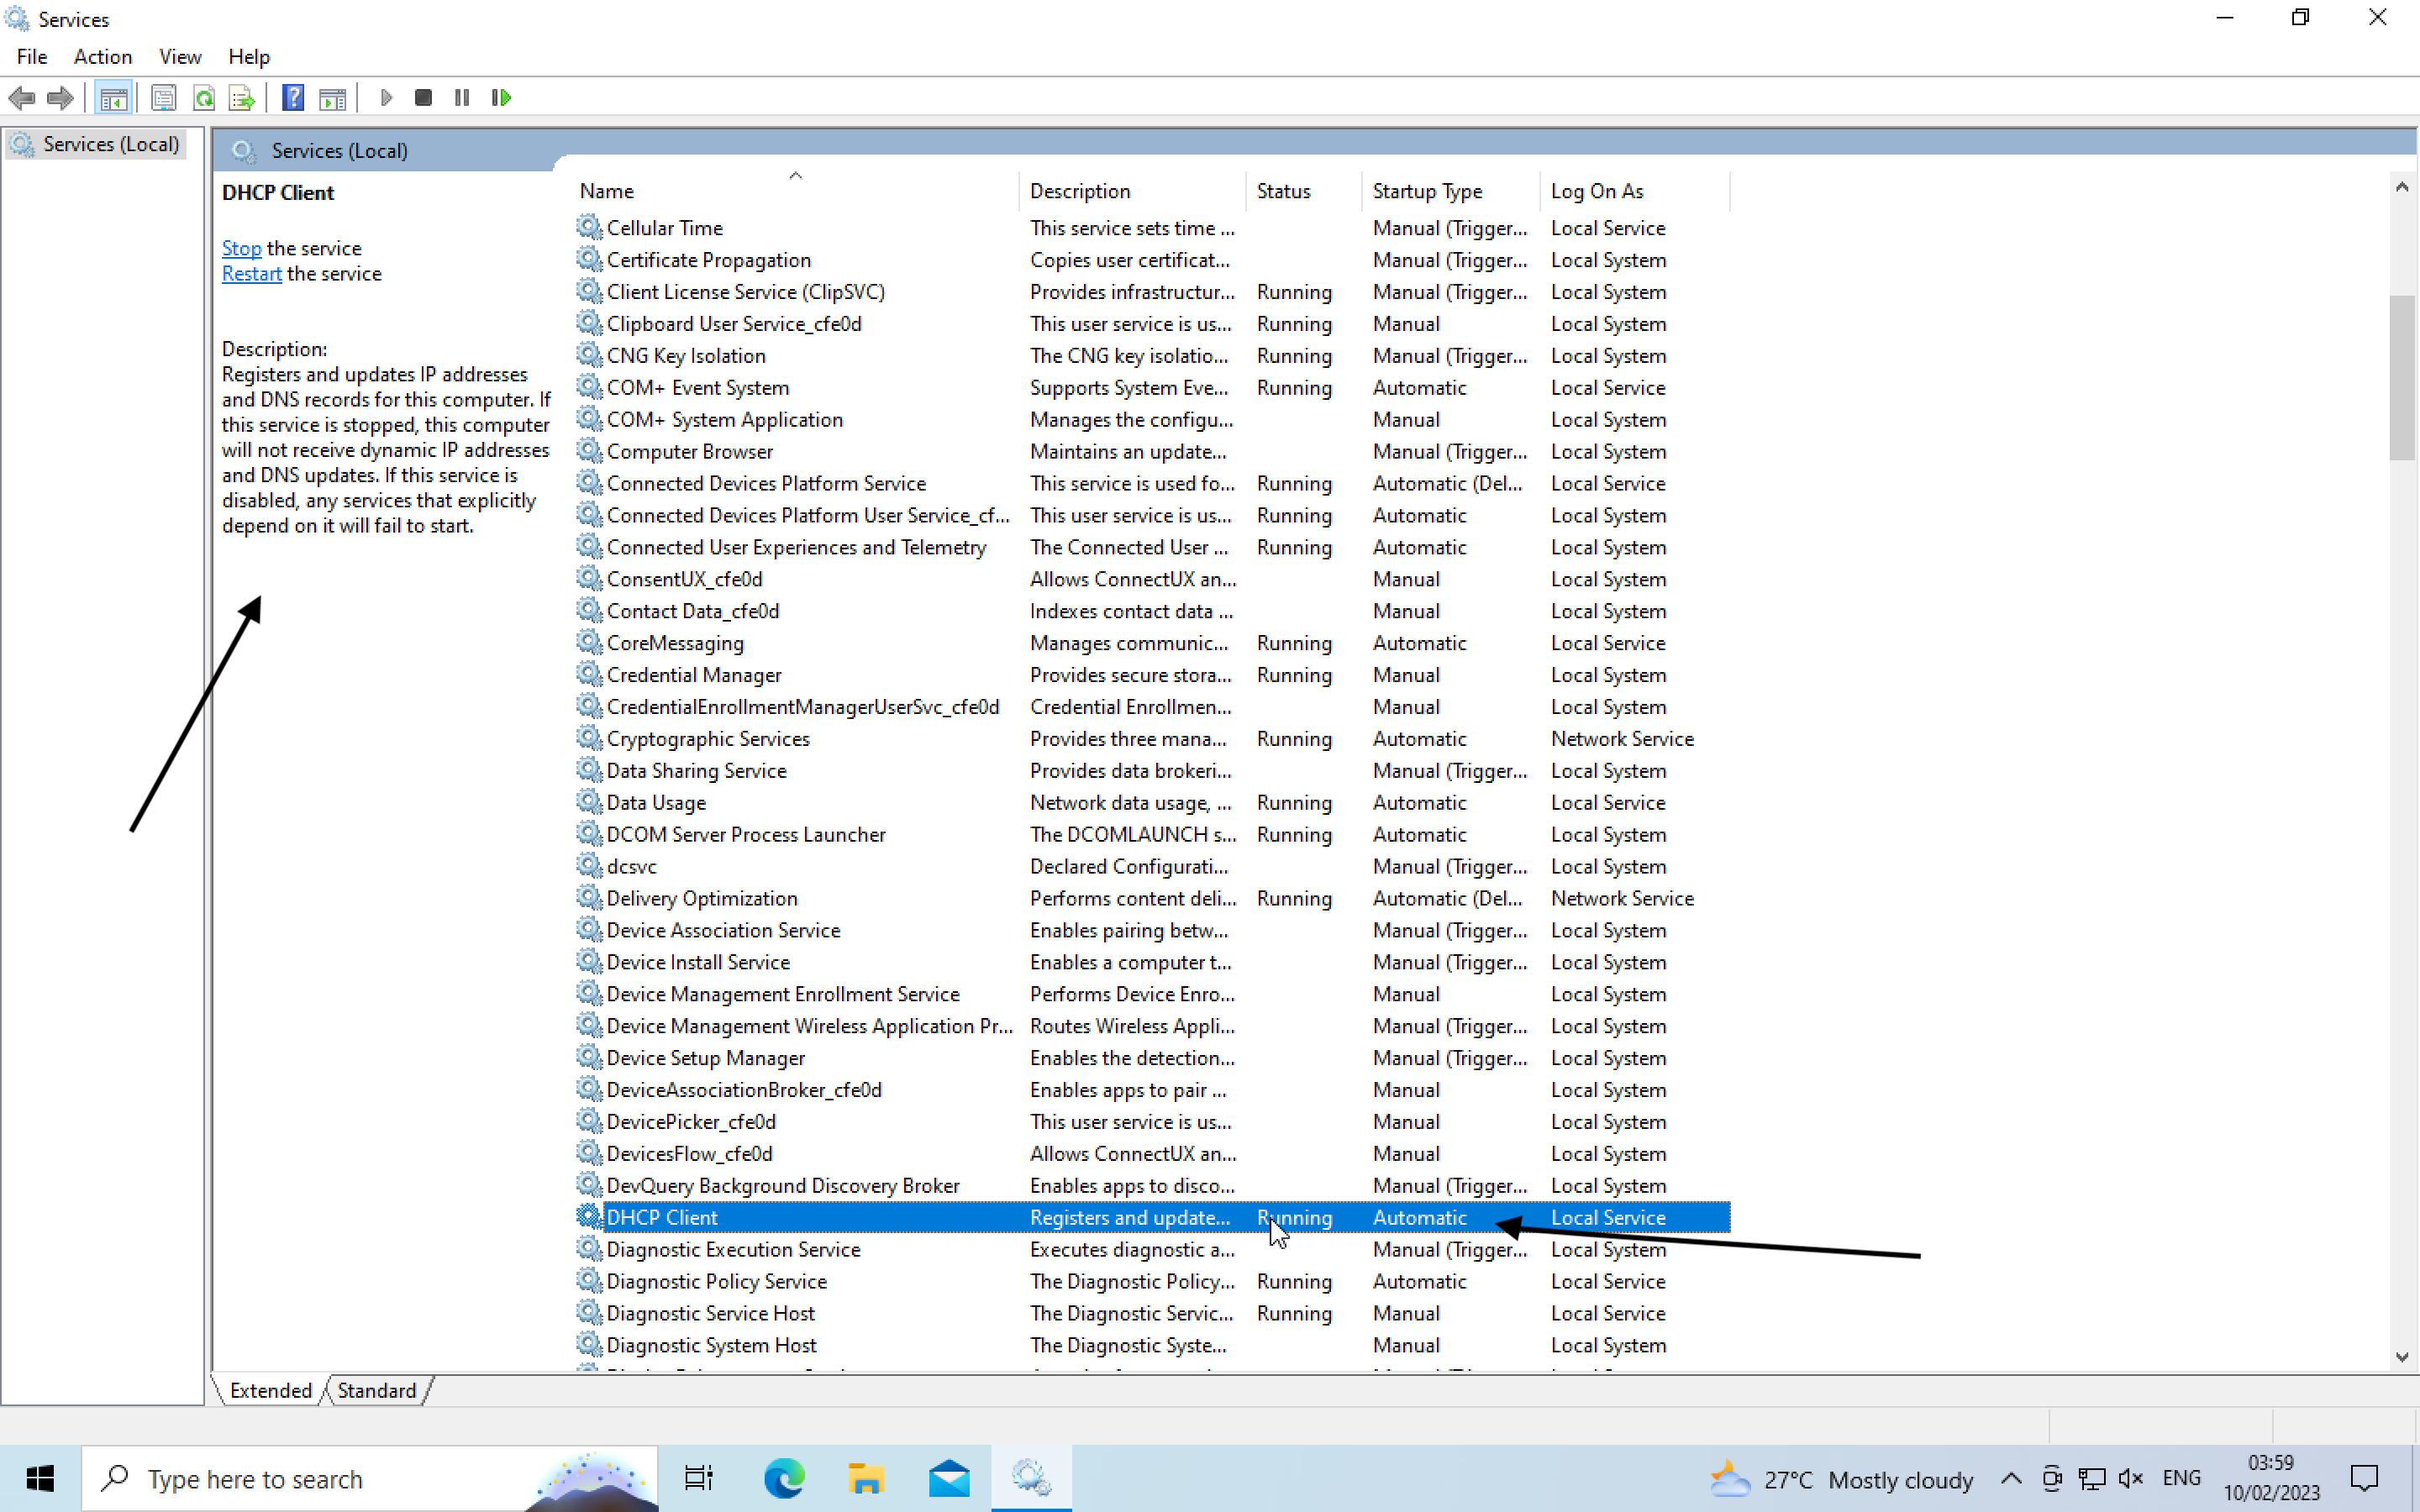 Services
File Action View Help
Services (Local)
Services (Local)
DHCP Client
Stop the service
Restart the service
Description:
Registers and updates IP addresses
and DNS records for this computer. If
this service is stopped, this computer
will not receive dynamic IP addresses
and DNS updates. If this service is
disabled, any services that explicitly
depend on it will fail to start.
Name Description Status Startup Type Log On As
Cellular Time This service sets time ... Manual (Trigger... Local Service
Certificate Propagation Copies user certificat... Manual (Trigger... Local System
Client License Service (ClipSVC) Provides infrastructur... Running Manual (Trigger... Local System
Clipboard User Service_cfe0d This user service is us... Running Manual Local System
CNG Key Isolation The CNG key isolatio... Running Manual (Trigger... Local System
COM+ Event System Supports System Eve... Running Automatic Local Service
COM+ System Application Manages the configu... Manual Local System
Computer Browser Maintains an update... Manual (Trigger... Local System
Connected Devices Platform Service This service is used fo... Running Automatic (Del... Local Service
Connected Devices Platform User Service_cf... This user service is us... Running Automatic Local System
Connected User Experiences and Telemetry The Connected User ... Running Automatic Local System
ConsentUX_cfe0d Allows ConnectUX an... Manual Local System
Contact Data_cfe0d Indexes contact data ... Manual Local System
CoreMessaging Manages communic... Running Automatic Local Service
Credential Manager Provides secure stora... Running Manual Local System
CredentialEnrollmentManagerUserSvc_cfe0d Credential Enrollmen... Manual Local System
Cryptographic Services Provides three mana... Running Automatic Network Service
Data Sharing Service Provides data brokeri... Manual (Trigger... Local System
Data Usage Network data usage, ... Running Automatic Local Service
DCOM Server Process Launcher The DCOMLAUNCH s... Running Automatic Local System
dcsvc Declared Configurati... Manual (Trigger... Local System
Delivery Optimization Performs content deli... Running Automatic (Del... Network Service
Device Association Service Enables pairing betw... Manual (Trigger... Local System
Device Install Service Enables a computer t... Manual (Trigger... Local System
Device Management Enrollment Service Performs Device Enro... Manual Local System
Device Management Wireless Application Pr... Routes Wireless Appli... Manual (Trigger... Local System
Device Setup Manager Enables the detection... Manual (Trigger... Local System
DeviceAssociationBroker_cfe0d Enables apps to pair ... Manual Local System
DevicePicker_cfe0d This user service is us... Manual Local System
DevicesFlow_cfe0d Allows ConnectUX an... Manual Local System
DevQuery Background Discovery Broker Enables apps to disco... Manual (Trigger... Local System
DHCP Client Registers and update... Running Automatic Local Service
Diagnostic Execution Service Executes diagnostic a... Manual (Trigger... Local System
Diagnostic Policy Service The Diagnostic Policy... Running Automatic Local Service
Diagnostic Service Host The Diagnostic Servic... Running Manual Local Service
Diagnostic System Host The Diagnostic Syste... Manual Local System
Extended Standard
Type here to search
27°C Mostly cloudy ENG
03:59
10/02/2023